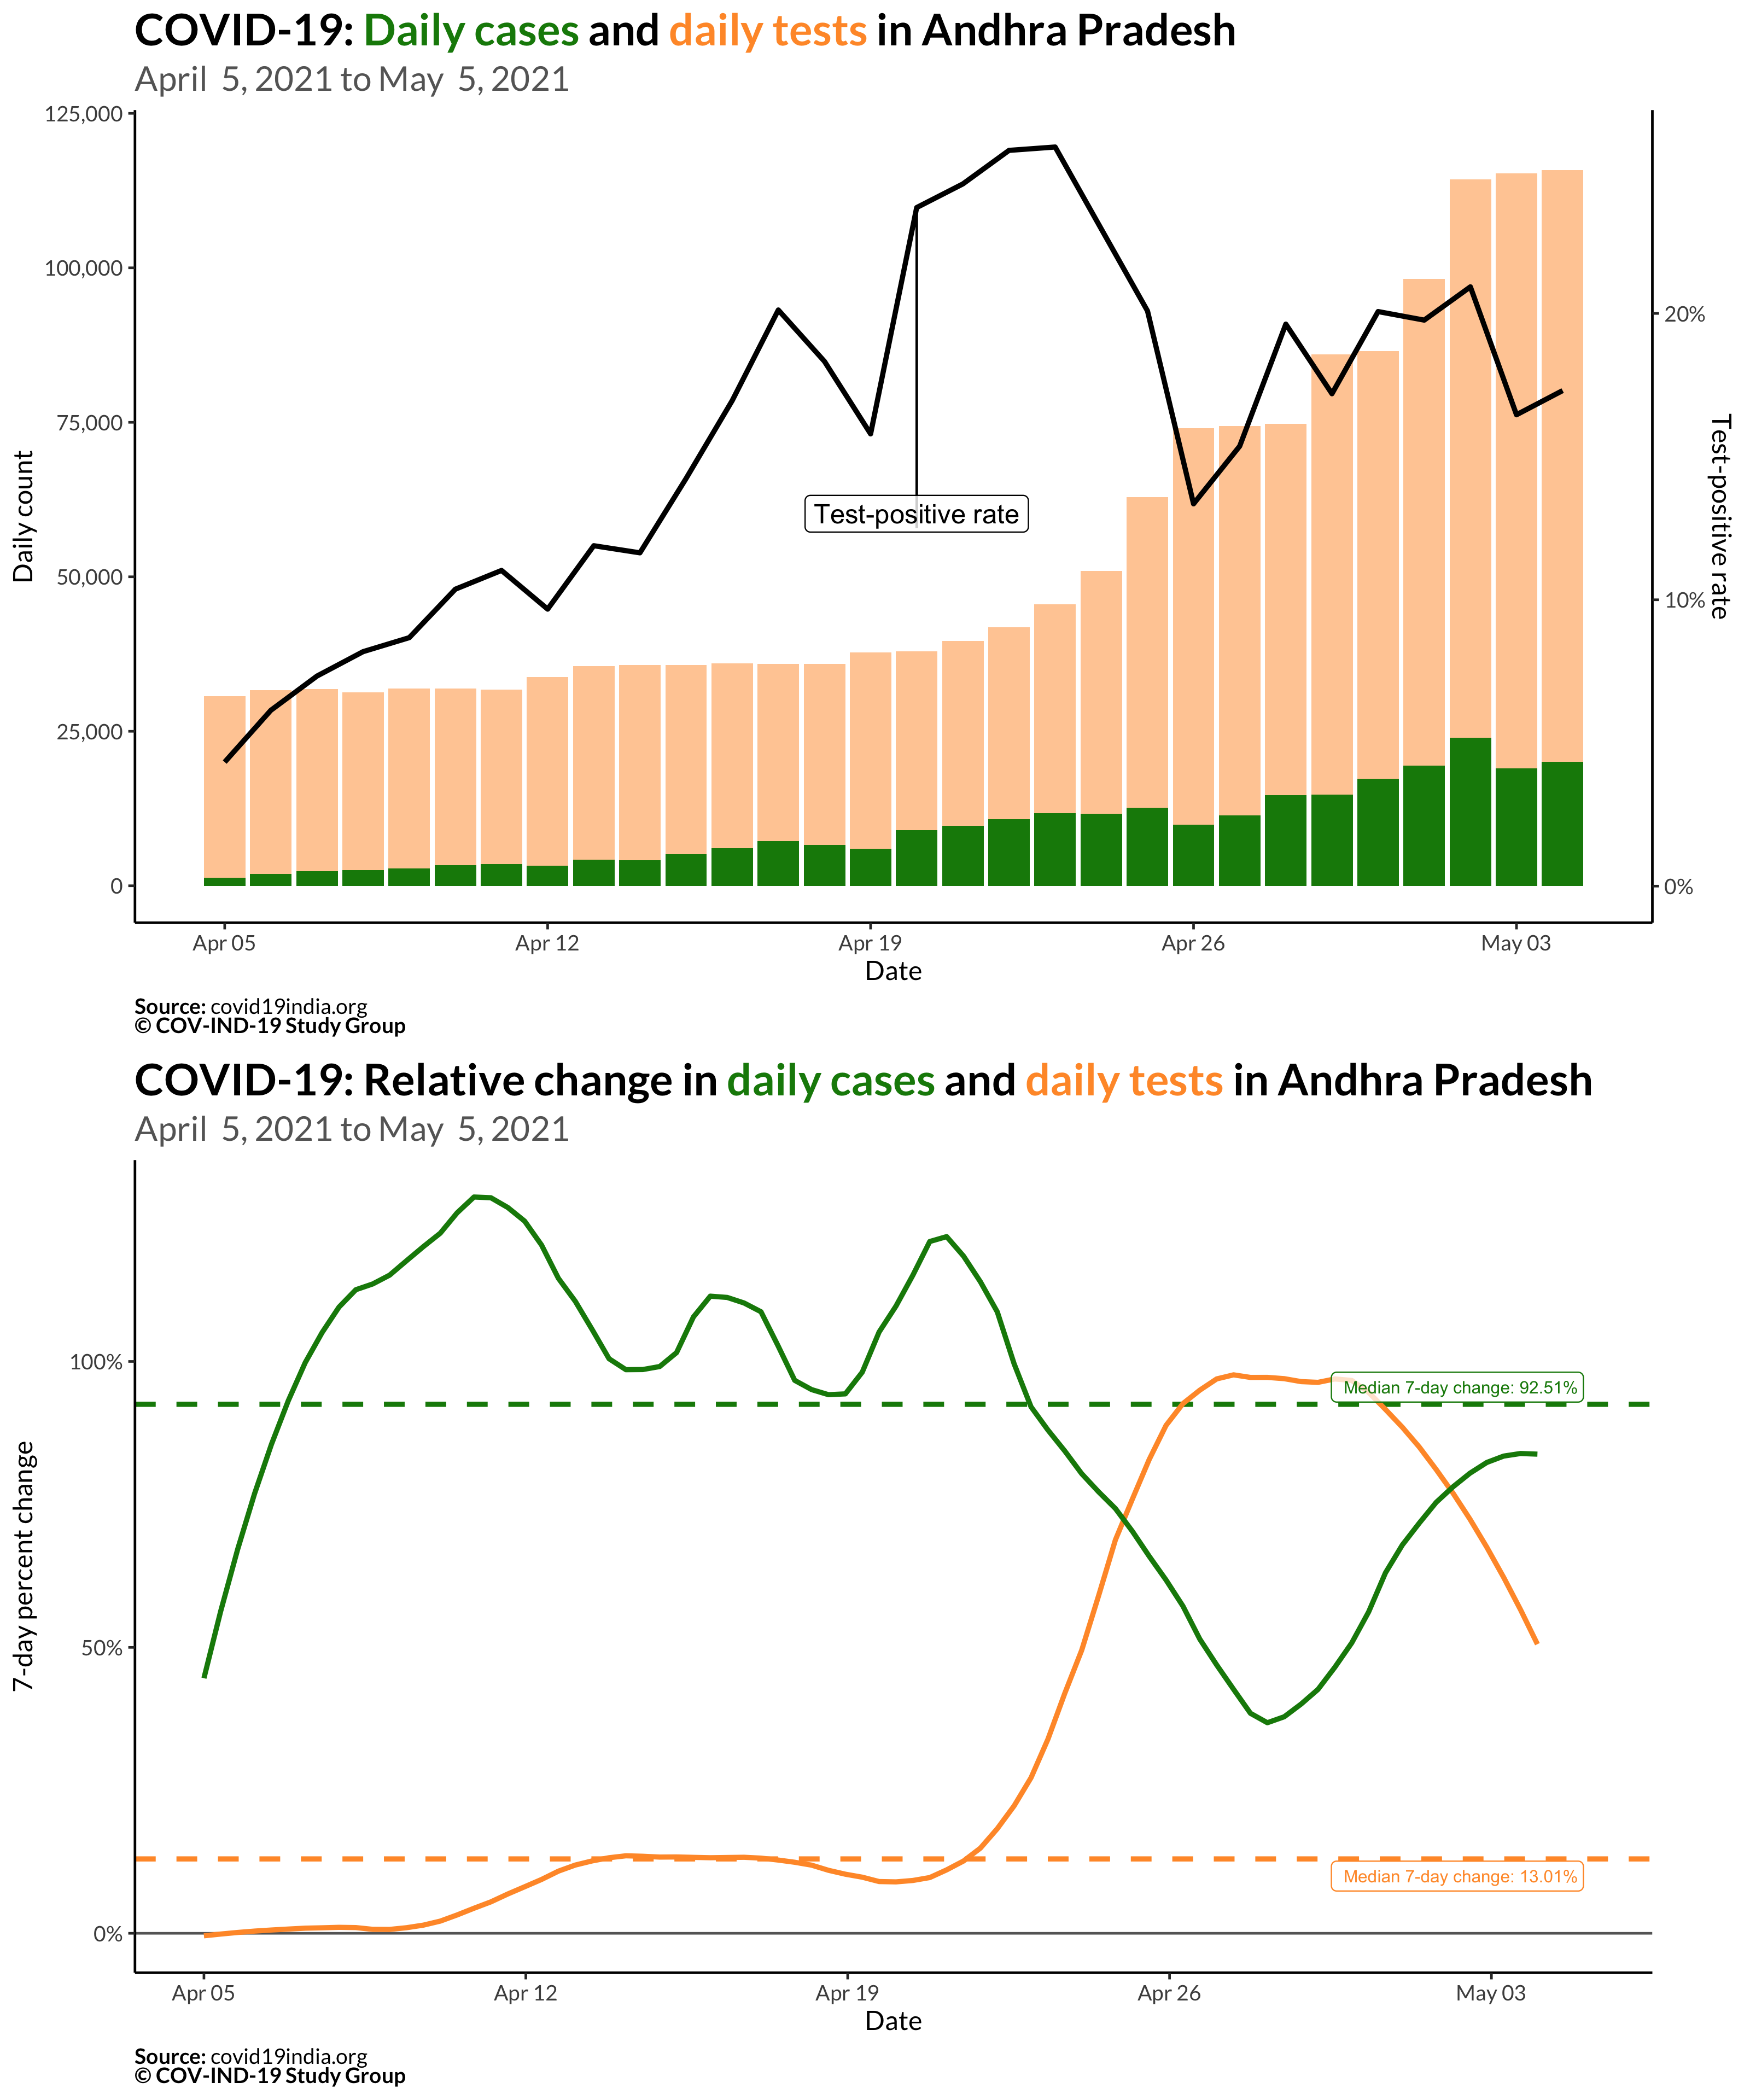 COVID-19: Daily cases and daily tests in Andhra Pradesh
April 5, 2021 to May 5, 2021
125,000
100,000
75,000
50,000
25,000
0
Daily count
20%
10%
0%
Test-positive rate
Test-positive rate
Apr 05 Apr 12 Apr 19 Apr 26 May 03
Date
Source: covid19india.org
© COV-IND-19 Study Group
COVID-19: Relative change in daily cases and daily tests in Andhra Pradesh
April 5, 2021 to May 5, 2021
100%
50%
0%
7-day percent change
Median 7-day change: 92.51%
Median 7-day change: 13.01%
Apr 05 Apr 12 Apr 19 Apr 26 May 03
Date
Source: covid19india.org
© COV-IND-19 Study Group